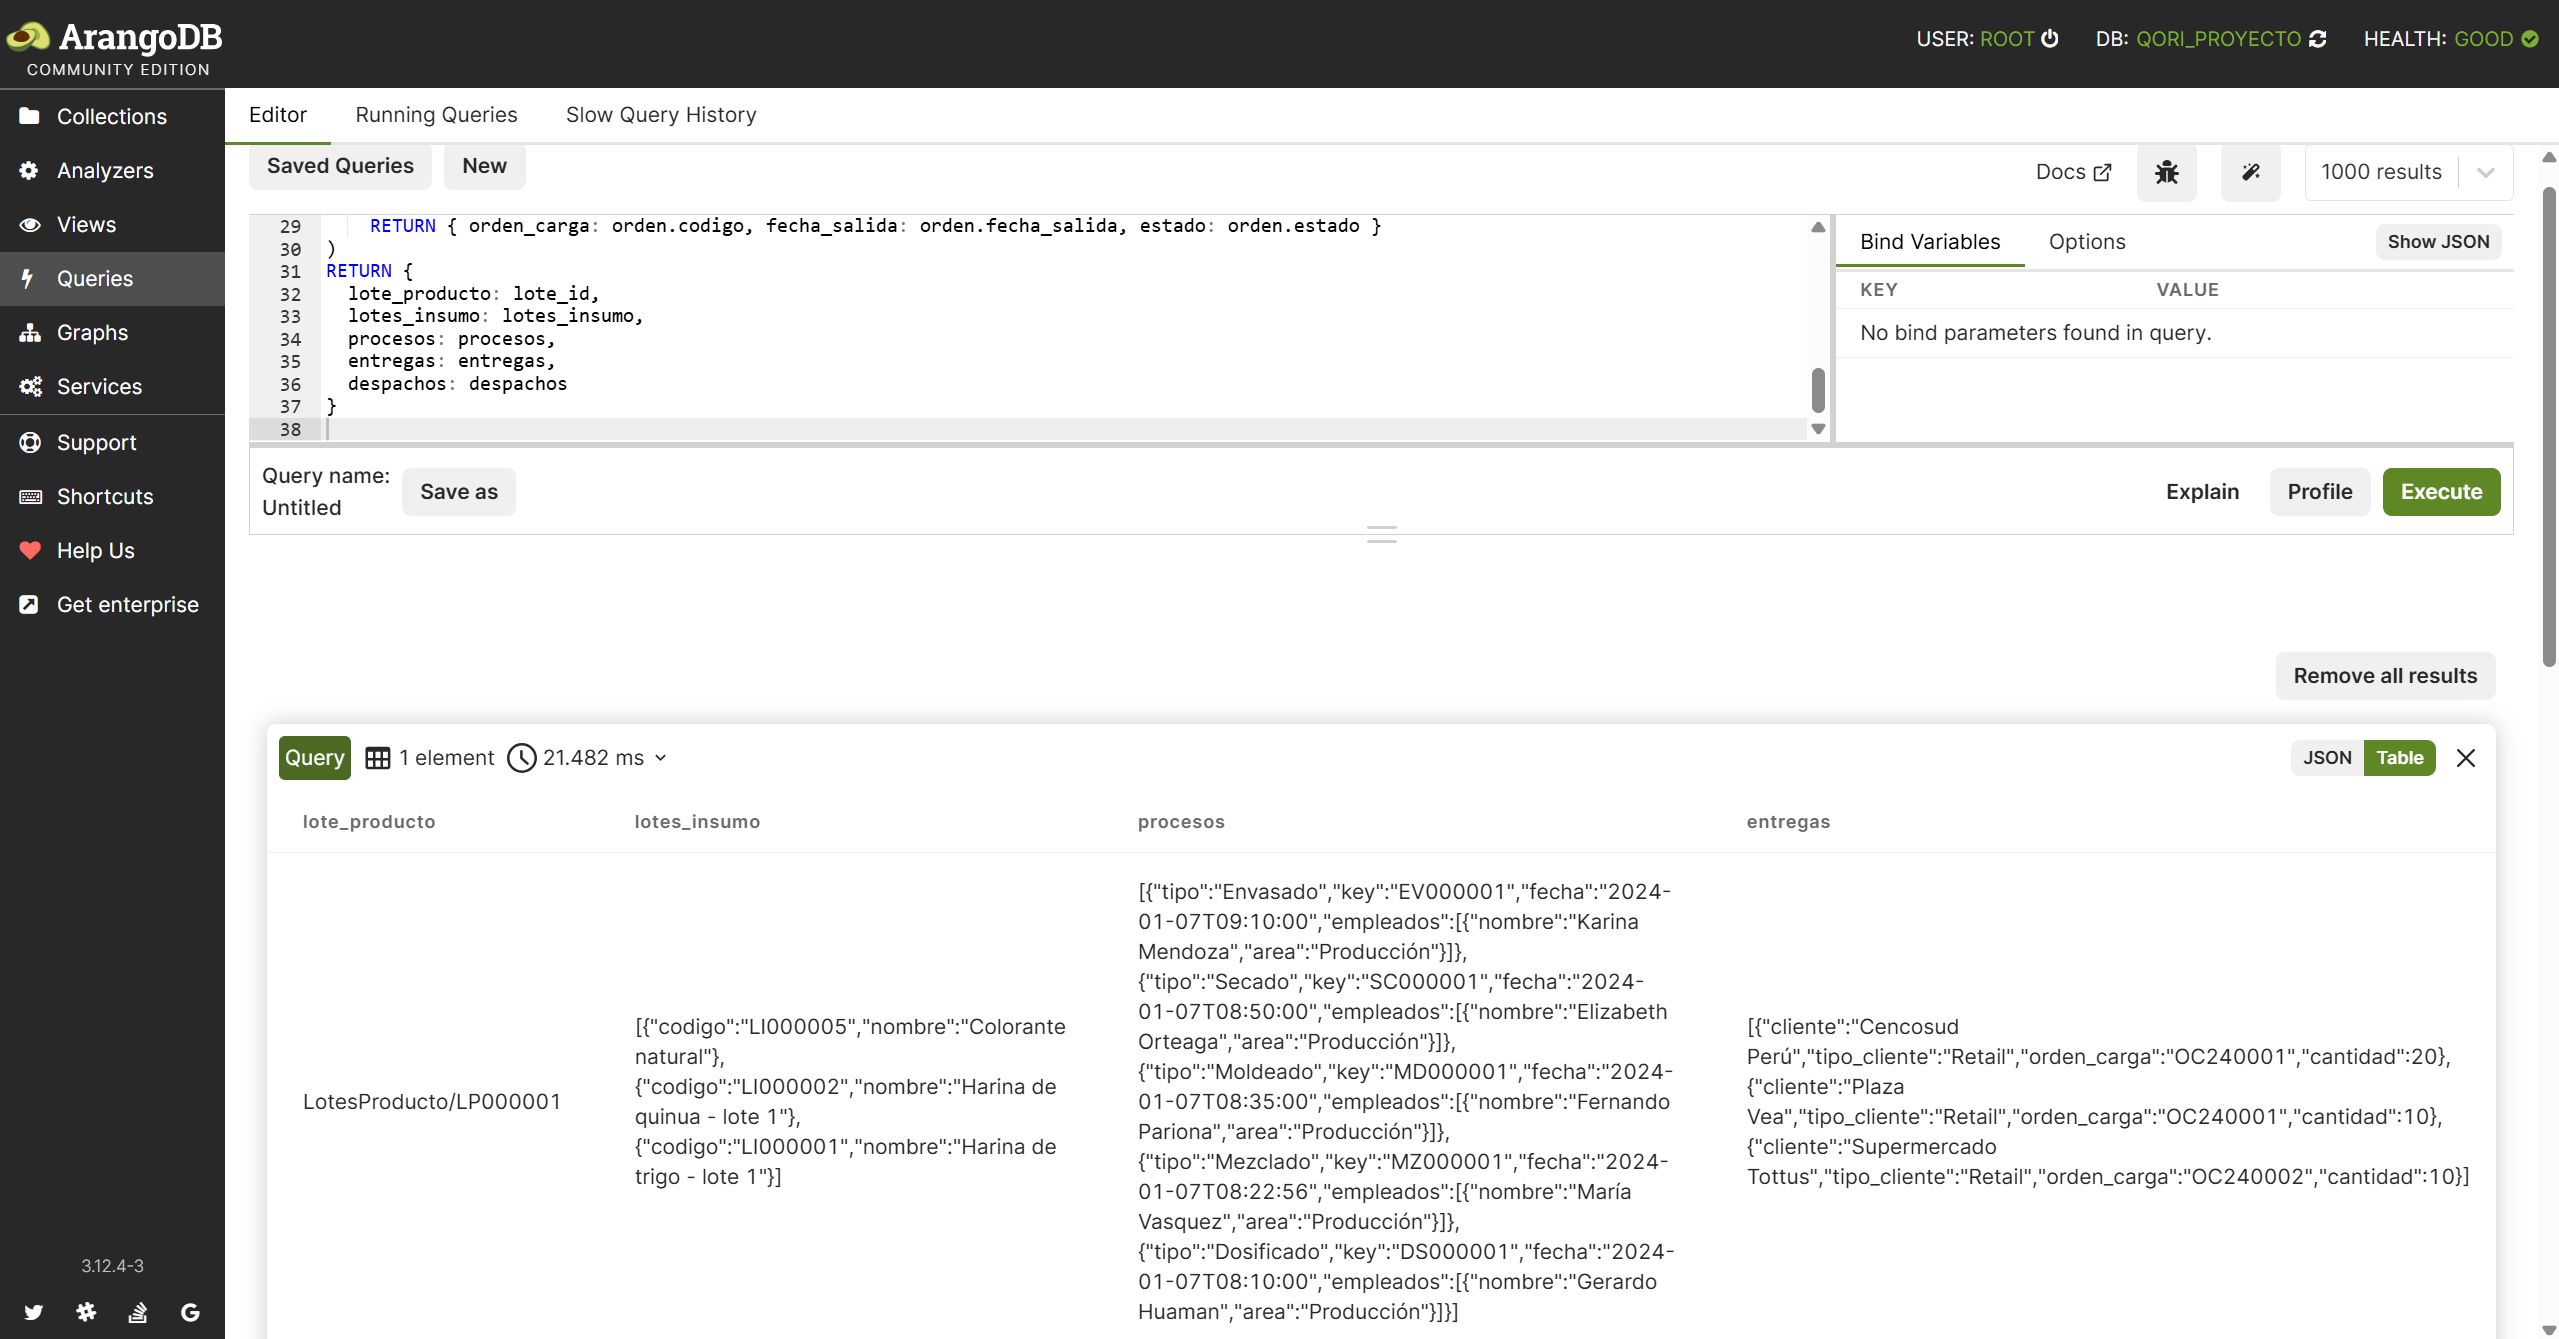 ArangoDB
COMMUNITY EDITION
USER: ROOT
DB: QORI_PROYECTO
HEALTH: GOOD
Collections
Analyzers
Views
Queries
Graphs
Services
Support
Shortcuts
Help Us
Get enterprise
3.12.4-3
Editor
Running Queries
Slow Query History
Saved Queries
New
Docs
1000 results
29 RETURN { orden_carga: orden.codigo, fecha_salida: orden.fecha_salida, estado: orden.estado }
30 )
31 RETURN {
32 lote_producto: lote_id,
33 lotes_insumo: lotes_insumo,
34 procesos: procesos,
35 entregas: entregas,
36 despachos: despachos
37 }
38
Bind Variables
Options
Show JSON
KEY
VALUE
No bind parameters found in query.
Query name:
Untitled
Save as
Explain
Profile
Execute
Remove all results
Query
1 element
21.482 ms
JSON
Table
lote_producto
lotes_insumo
procesos
entregas
LotesProducto/LP000001
[{"codigo":"LI000005","nombre":"Colorante
natural"},
{"codigo":"LI000002","nombre":"Harina de
quinua - lote 1"},
{"codigo":"LI000001","nombre":"Harina de
trigo - lote 1"}]
[{"tipo":"Envasado","key":"EV000001","fecha":"2024-
01-07T09:10:00","empleados":[{"nombre":"Karina
Mendoza","area":"Producción"}]},
{"tipo":"Secado","key":"SC000001","fecha":"2024-
01-07T08:50:00","empleados":[{"nombre":"Elizabeth
Orteaga","area":"Producción"}]},
{"tipo":"Moldeado","key":"MD000001","fecha":"2024-
01-07T08:35:00","empleados":[{"nombre":"Fernando
Pariona","area":"Producción"}]},
{"tipo":"Mezclado","key":"MZ000001","fecha":"2024-
01-07T08:22:56","empleados":[{"nombre":"María
Vasquez","area":"Producción"}]},
{"tipo":"Dosificado","key":"DS000001","fecha":"2024-
01-07T08:10:00","empleados":[{"nombre":"Gerardo
Huaman","area":"Producción"}]}]
[{"cliente":"Cencosud
Perú","tipo_cliente":"Retail","orden_carga":"OC240001","cantidad":20},
{"cliente":"Plaza
Vea","tipo_cliente":"Retail","orden_carga":"OC240001","cantidad":10},
{"cliente":"Supermercado
Tottus","tipo_cliente":"Retail","orden_carga":"OC240002","cantidad":10}]